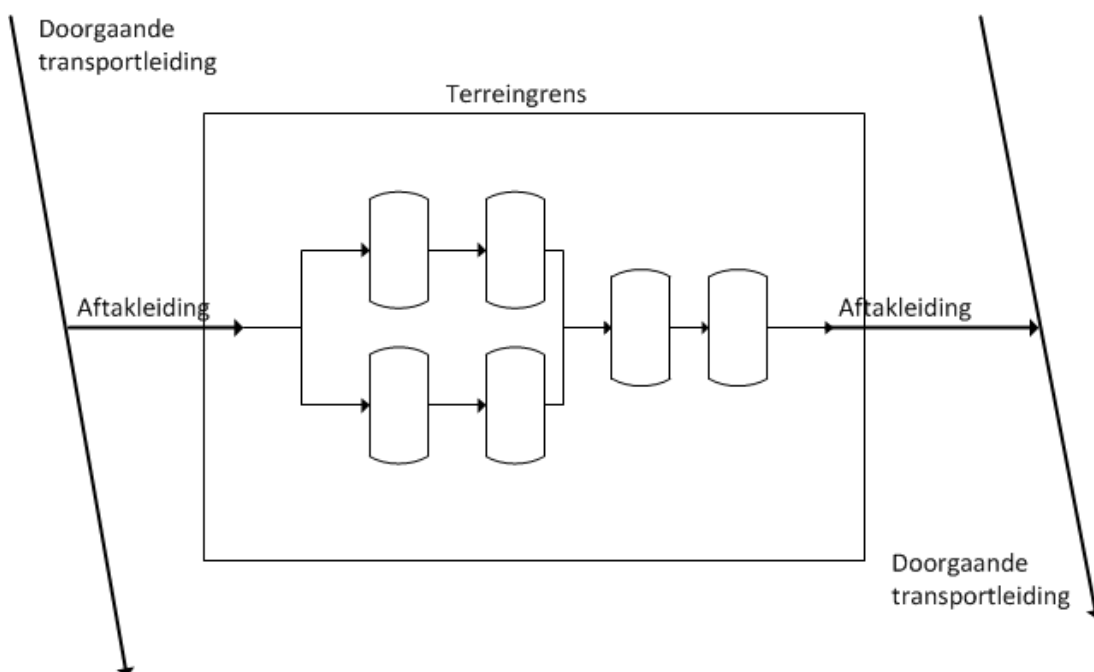 Doorgaande
transportleiding
Terreingrens
Aftakleiding
Aftakleiding
Doorgaande
transportleiding